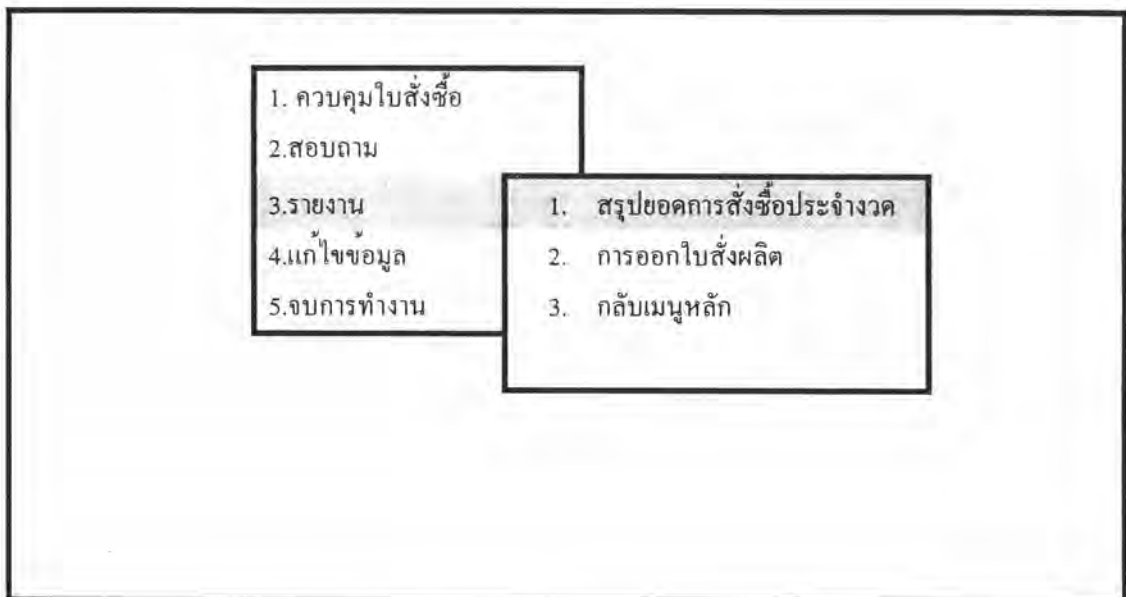 1. ควบคุมใบสั่งซื้อ
2.สอบถาม
3.รายงาน
4.แก้ไขข้อมูล
5.จบการทำงาน
1. สรุปยอดการสั่งซื้อประจำงวด
2. การออกใบสั่งผลิต
3. กลับเมนูหลัก